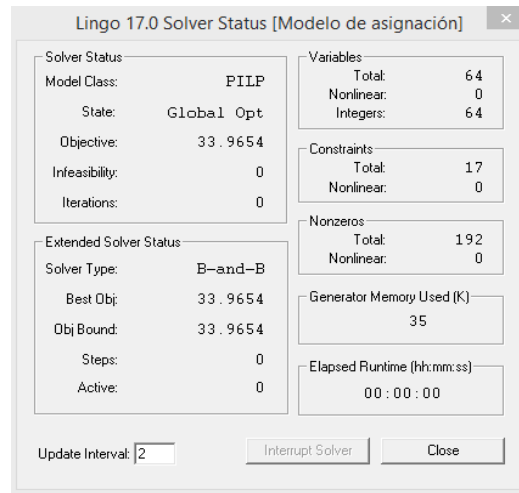 Lingo 17.0 Solver Status [Modelo de asignación]
Solver Status
Model Class: PILP
State: Global Opt
Objective: 33.9654
Infeasibility: 0
Iterations: 0
Extended Solver Status
Solver Type: B-and-B
Best Obj: 33.9654
Obj Bound: 33.9654
Steps: 0
Active: 0
Update Interval: 2
Variables
Total: 64
Nonlinear: 0
Integers: 64
Constraints
Total: 17
Nonlinear: 0
Nonzeros
Total: 192
Nonlinear: 0
Generator Memory Used (K)
35
Elapsed Runtime (hh:mm:ss)
00:00:00
Interrupt Solver
Close